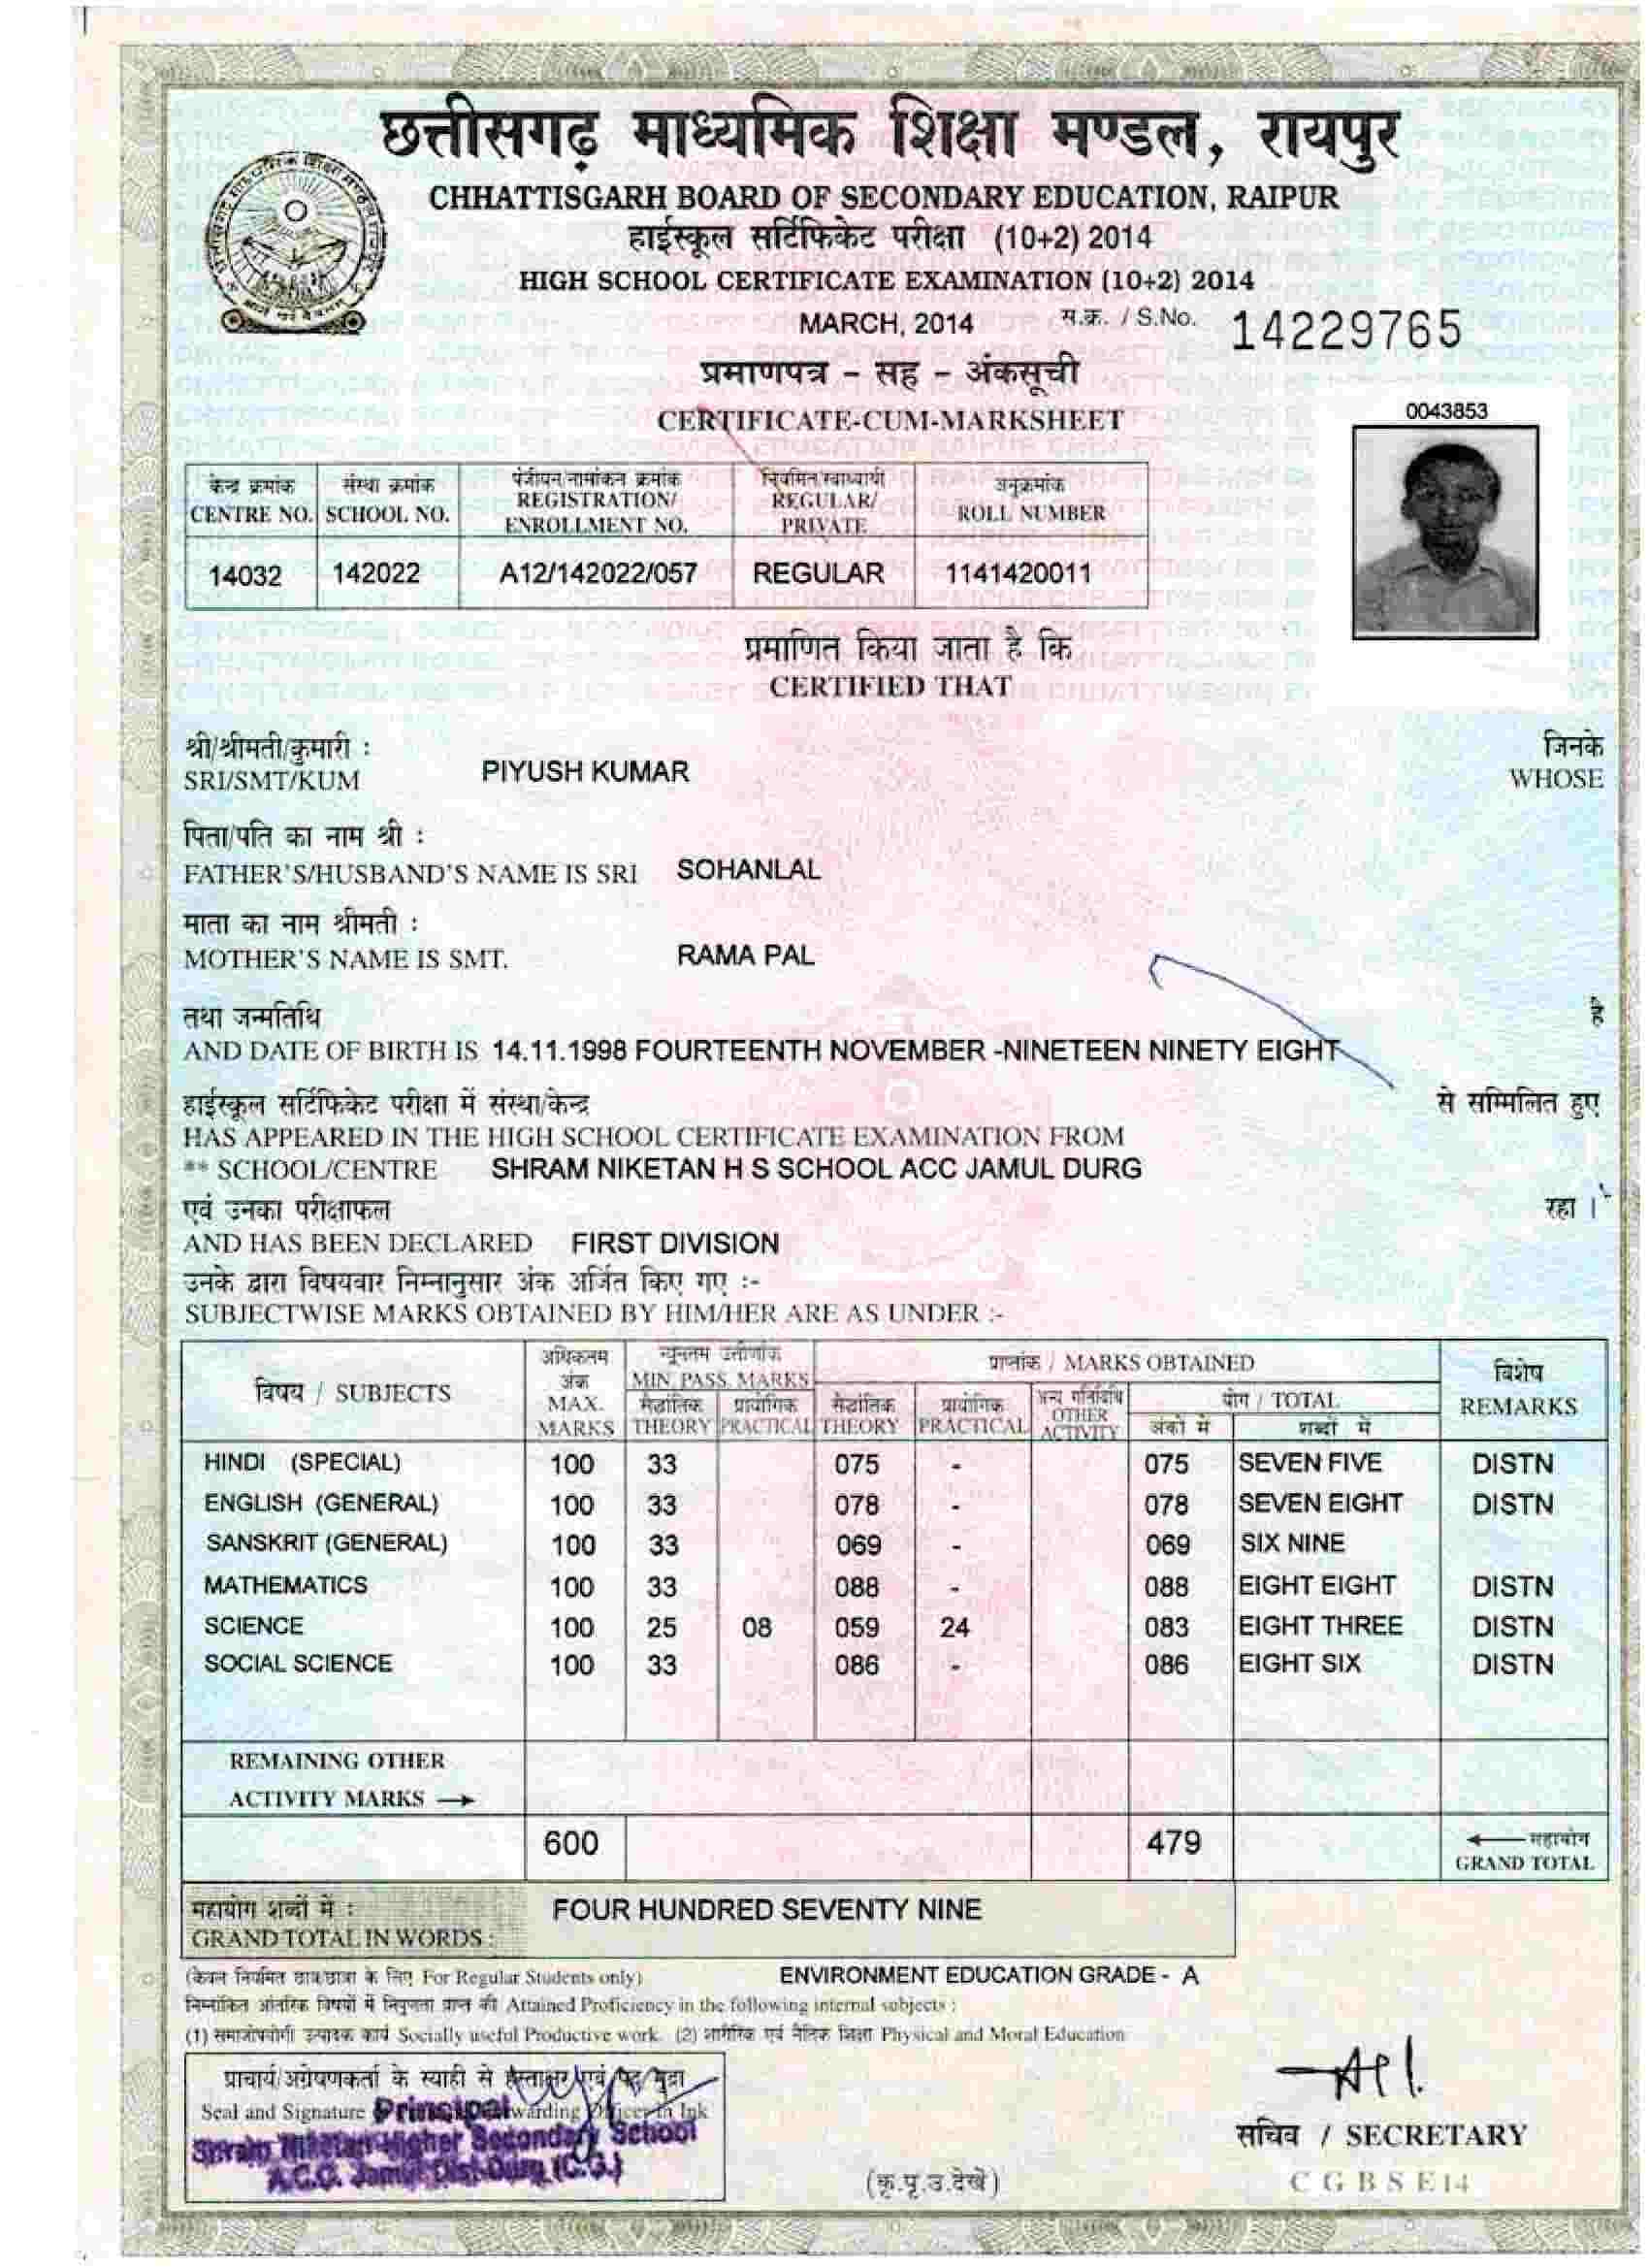 छत्तीसगढ़ माध्यमिक शिक्षा मण्डल, रायपुर
CHHATTISGARH BOARD OF SECONDARY EDUCATION, RAIPUR
हाईस्कूल सर्टिफिकेट परीक्षा (10+2) 2014
HIGH SCHOOL CERTIFICATE EXAMINATION (10+2) 2014
MARCH, 2014 स.क्र. / S.No. 14229765
प्रमाणपत्र - सह - अंकसूची
CERTIFICATE-CUM-MARKSHEET
0043853
केन्द्र क्रमांक संस्था क्रमांक पंजीयन/नामांकन क्रमांक नियमित/स्वाध्यायी अनुक्रमांक
CENTRE NO. SCHOOL NO. REGISTRATION/ ENROLLMENT NO. REGULAR/ PRIVATE ROLL NUMBER
14032 142022 A12/142022/057 REGULAR 1141420011
प्रमाणित किया जाता है कि
CERTIFIED THAT
श्री/श्रीमती/कुमारी : जिनके
SRI/SMT/KUM PIYUSH KUMAR WHOSE
पिता/पति का नाम श्री :
FATHER'S/HUSBAND'S NAME IS SRI SOHANLAL
माता का नाम श्रीमती :
MOTHER'S NAME IS SMT. RAMA PAL
तथा जन्मतिथि है
AND DATE OF BIRTH IS 14.11.1998 FOURTEENTH NOVEMBER -NINETEEN NINETY EIGHT
हाईस्कूल सर्टिफिकेट परीक्षा में संस्था/केन्द्र से सम्मिलित हुए
HAS APPEARED IN THE HIGH SCHOOL CERTIFICATE EXAMINATION FROM
** SCHOOL/CENTRE SHRAM NIKETAN H S SCHOOL ACC JAMUL DURG
एवं उनका परीक्षाफल रहा ।
AND HAS BEEN DECLARED FIRST DIVISION
उनके द्वारा विषयवार निम्नानुसार अंक अर्जित किए गए :-
SUBJECTWISE MARKS OBTAINED BY HIM/HER ARE AS UNDER :-
विषय / SUBJECTS अधिकतम अंक MAX. MARKS न्यूनतम उत्तीर्णांक MIN. PASS. MARKS प्राप्तांक / MARKS OBTAINED विशेष REMARKS
सैद्धांतिक THEORY प्रायोगिक PRACTICAL सैद्धांतिक THEORY प्रायोगिक PRACTICAL अन्य गतिविधि OTHER ACTIVITY योग / TOTAL
अंकों में शब्दों में
HINDI (SPECIAL) 100 33 075 - 075 SEVEN FIVE DISTN
ENGLISH (GENERAL) 100 33 078 - 078 SEVEN EIGHT DISTN
SANSKRIT (GENERAL) 100 33 069 - 069 SIX NINE
MATHEMATICS 100 33 088 - 088 EIGHT EIGHT DISTN
SCIENCE 100 25 08 059 24 083 EIGHT THREE DISTN
SOCIAL SCIENCE 100 33 086 - 086 EIGHT SIX DISTN
REMAINING OTHER
ACTIVITY MARKS →
600 479 ← महायोग
GRAND TOTAL
महायोग शब्दों में :
GRAND TOTAL IN WORDS : FOUR HUNDRED SEVENTY NINE
(केवल नियमित छात्र/छात्रा के लिए For Regular Students only) ENVIRONMENT EDUCATION GRADE - A
निम्नांकित आंतरिक विषयों में निपुणता प्राप्त की Attained Proficiency in the following internal subjects :
(1) समाजोपयोगी उत्पादक कार्य Socially useful Productive work. (2) शारीरिक एवं नैतिक शिक्षा Physical and Moral Education
प्राचार्य/अग्रेषणकर्ता के स्याही से हस्ताक्षर एवं पद मुद्रा
Seal and Signature Officer in Ink
Principal
Shram Niketan Higher Secondary School
A.C.C. Jamul Dist-Durg (C.G.)
(कृ.पृ.उ.देखें)
सचिव / SECRETARY
CGBSE14